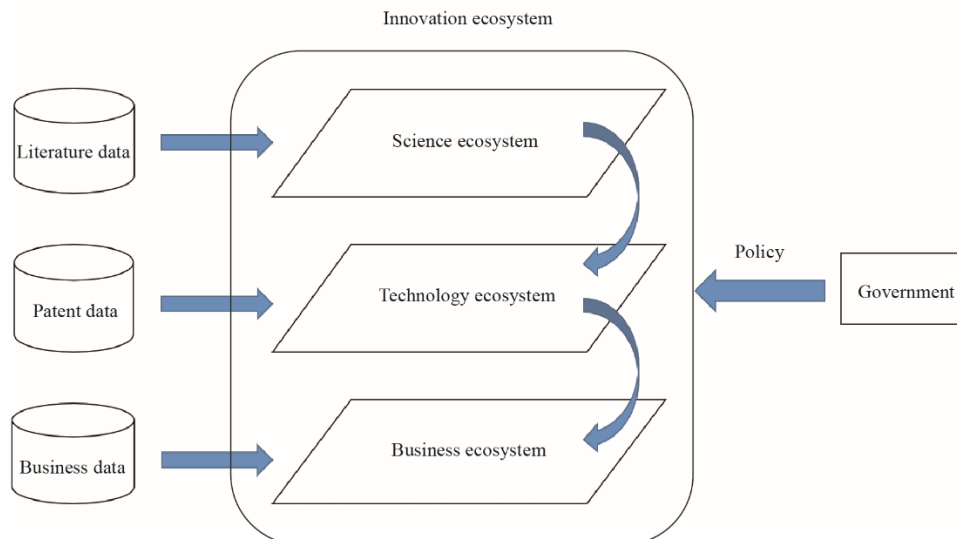 Innovation ecosystem
Literature data
Science ecosystem
Policy
Patent data
Technology ecosystem
Government
Business data
Business ecosystem